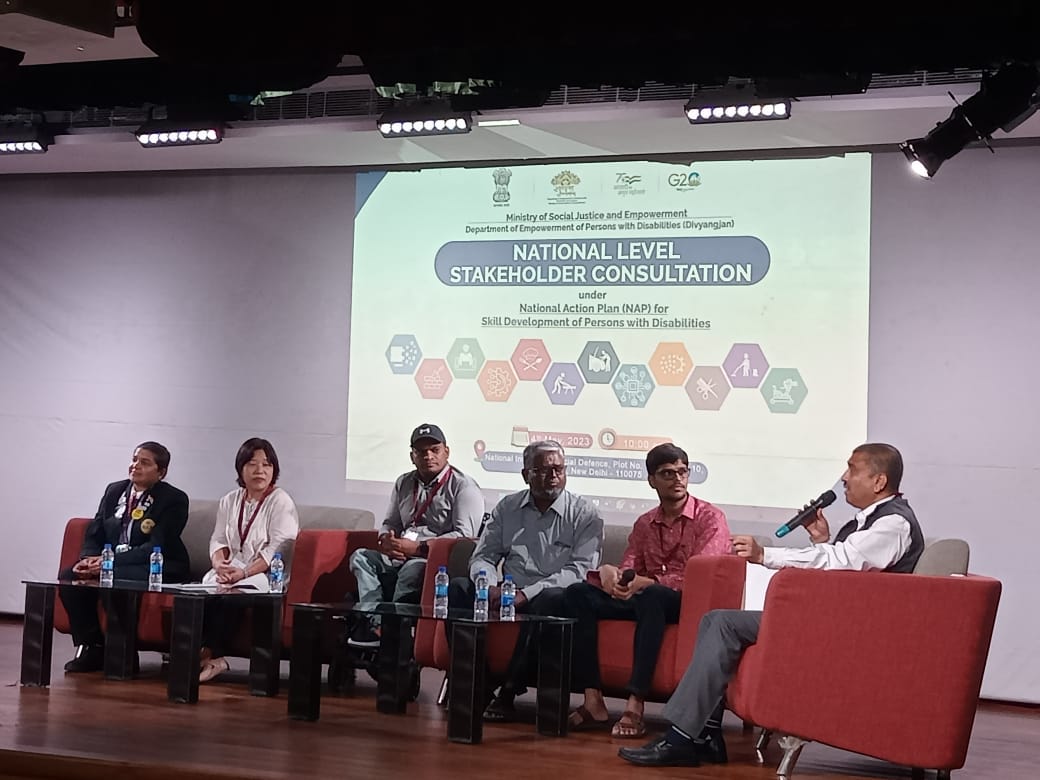 G20
Ministry of Social Justice and Empowerment
Department of Empowerment of Persons with Disabilities (Divyangjan)
NATIONAL LEVEL
STAKEHOLDER CONSULTATION
under
National Action Plan (NAP) for
Skill Development of Persons with Disabilities
May, 2023
10:00
National Defence, Plot No.
New Delhi - 110075